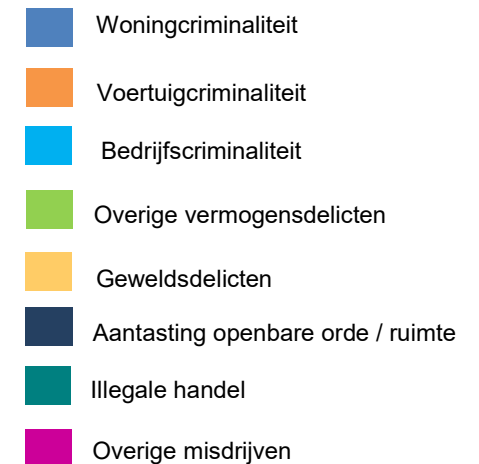 Woningcriminaliteit
Voertuigcriminaliteit
Bedrijfscriminaliteit
Overige vermogensdelicten
Geweldsdelicten
Aantasting openbare orde / ruimte
Illegale handel
Overige misdrijven